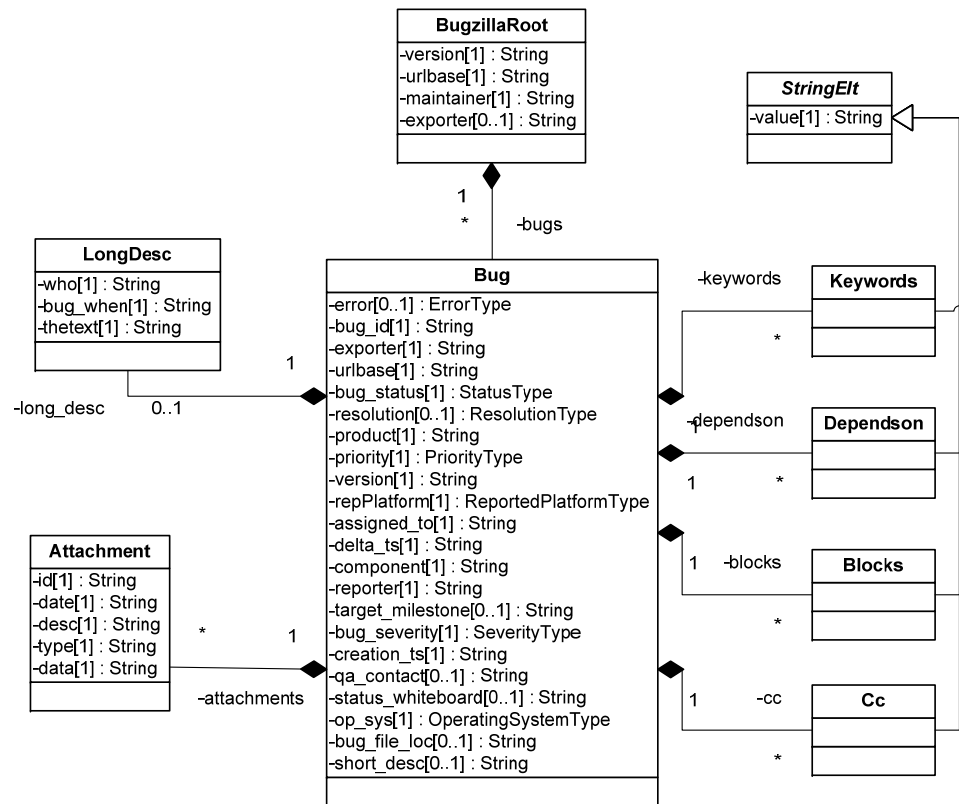 BugzillaRoot
-version[1] : String
-urlbase[1] : String
-maintainer[1] : String
-exporter[0..1] : String
StringElt
-value[1] : String
1
*
-bugs
LongDesc
-who[1] : String
-bug_when[1] : String
-thetext[1] : String
1
-long_desc
0..1
Bug
-error[0..1] : ErrorType
-bug_id[1] : String
-exporter[1] : String
-urlbase[1] : String
-bug_status[1] : StatusType
-resolution[0..1] : ResolutionType
-product[1] : String
-priority[1] : PriorityType
-version[1] : String
-repPlatform[1] : ReportedPlatformType
-assigned_to[1] : String
-delta_ts[1] : String
-component[1] : String
-reporter[1] : String
-target_milestone[0..1] : String
-bug_severity[1] : SeverityType
-creation_ts[1] : String
-qa_contact[0..1] : String
-status_whiteboard[0..1] : String
-op_sys[1] : OperatingSystemType
-bug_file_loc[0..1] : String
-short_desc[0..1] : String
-keywords
*
Keywords
1
-dependson
1
*
Dependson
1
-blocks
*
Blocks
1
-cc
*
Cc
Attachment
-id[1] : String
-date[1] : String
-desc[1] : String
-type[1] : String
-data[1] : String
*
1
-attachments